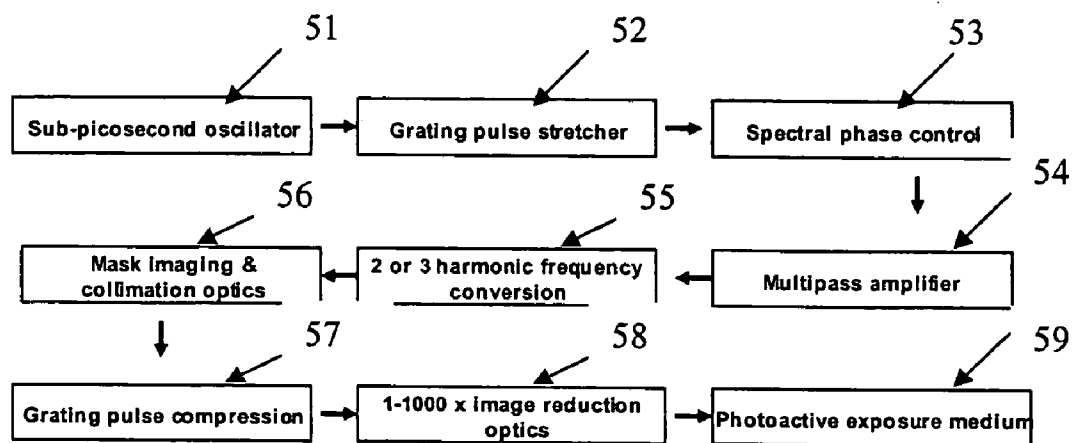 51
52
53
Sub-picosecond oscillator
Grating pulse stretcher
Spectral phase control
56
55
54
Mask imaging &
collimation optics
2 or 3 harmonic frequency
conversion
Multipass amplifier
57
58
59
Grating pulse compression
1-1000 x image reduction
optics
Photoactive exposure medium